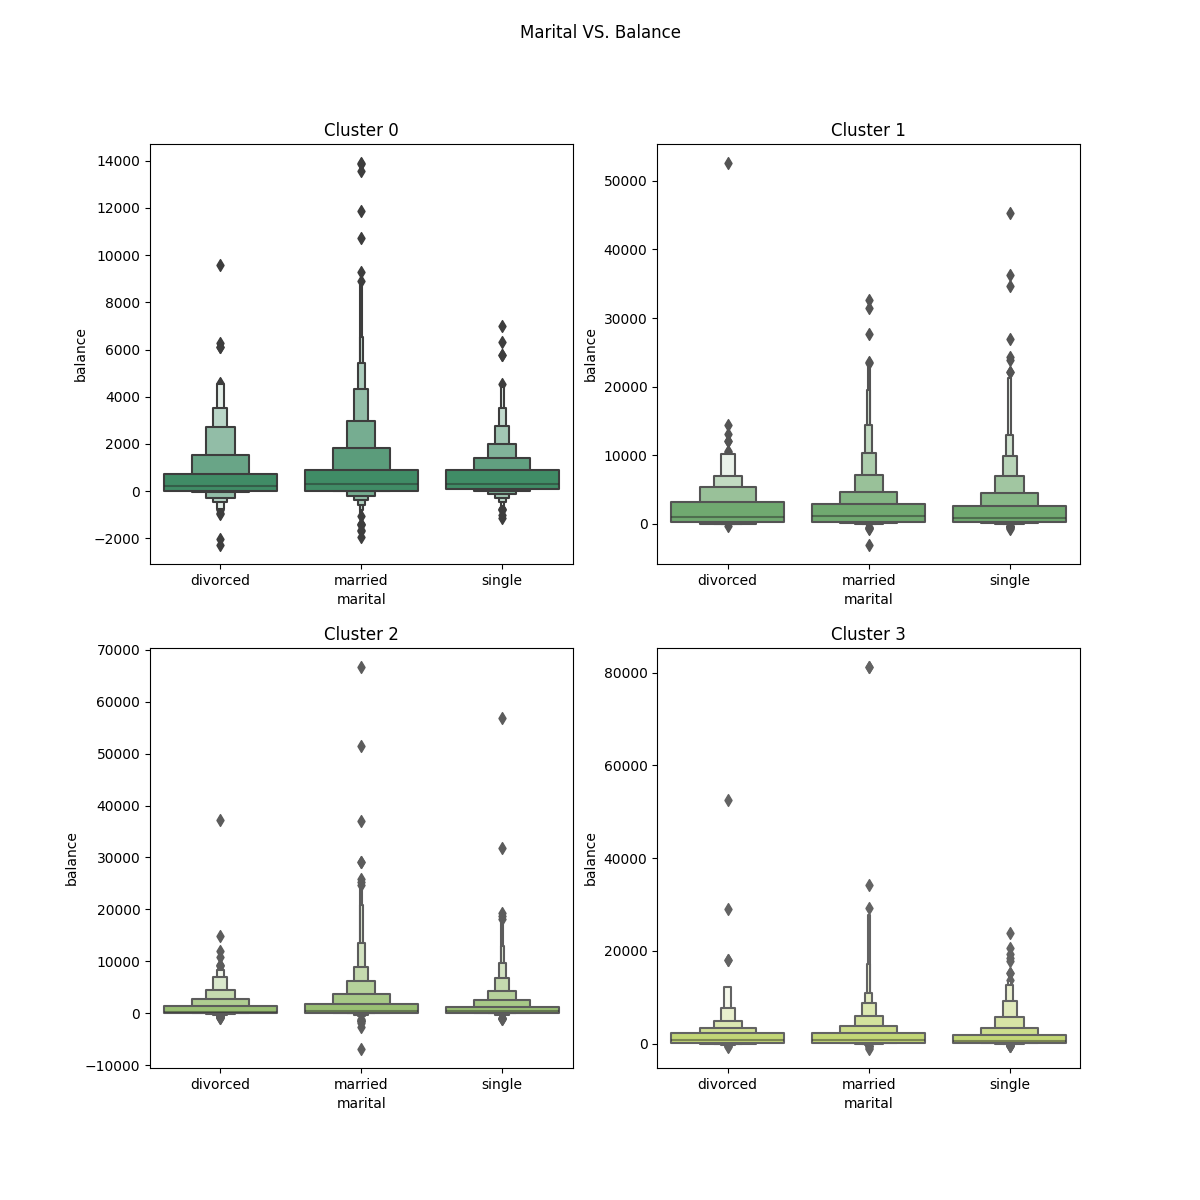 Marital VS. Balance
Cluster 0
14000
12000
10000
8000
6000
4000
2000
0
−2000
balance
divorced married single
marital
Cluster 1
50000
40000
30000
20000
10000
0
balance
divorced married single
marital
Cluster 2
70000
60000
50000
40000
30000
20000
10000
0
−10000
balance
divorced married single
marital
Cluster 3
80000
60000
40000
20000
0
balance
divorced married single
marital